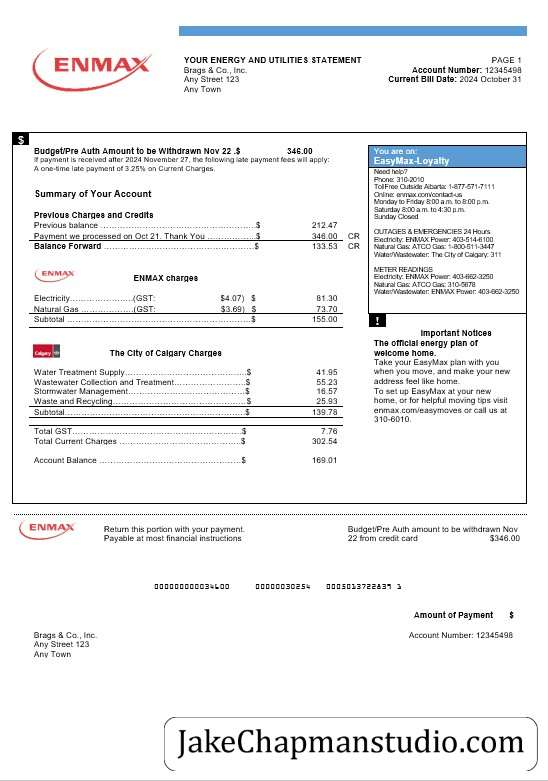 ENMAX
YOUR ENERGY AND UTILITIES STATEMENT
Brags & Co., Inc.
Any Street 123
Any Town
PAGE 1
Account Number: 12345498
Current Bill Date: 2024 October 31
$
Budget/Pre Auth Amount to be Withdrawn Nov 22 .$ 346.00
If payment is received after 2024 November 27, the following late payment fees will apply:
A one-time late payment of 3.25% on Current Charges.
Summary of Your Account
Previous Charges and Credits
Previous balance ........................................................$ 212.47
Payment we processed on Oct 21. Thank You ..................$ 346.00 CR
Balance Forward ......................................................$ 133.53 CR
ENMAX
ENMAX charges
Electricity.......................(GST: $4.07) $ 81.30
Natural Gas ....................(GST: $3.69) $ 73.70
Subtotal ..................................................................$ 155.00
Calgary
The City of Calgary Charges
Water Treatment Supply............................................$ 41.95
Wastewater Collection and Treatment..........................$ 55.23
Stormwater Management...........................................$ 16.57
Waste and Recycling.................................................$ 25.93
Subtotal...................................................................$ 139.78
Total GST................................................................$ 7.76
Total Current Charges .............................................$ 302.54
Account Balance ......................................................$ 169.01
You are on:
EasyMax-Loyalty
Need help?
Phone: 310-2010
TollFree Outside Albarta: 1-877-571-7111
Online: enmax.com/contact-us
Monday to Friday 8:00 a.m. to 8:00 p.m.
Saturday 8:00 a.m. to 4:30 p.m.
Sunday Closed
OUTAGES & EMERGENCIES 24 Hours
Electricity: ENMAX Power: 403-514-6100
Natural Gas: ATCO Gas: 1-800-511-3447
Water/Wastewater: The City of Calgary: 311
METER READINGS
Electricity: ENMAX Power: 403-662-3250
Natural Gas: ATCO Gas: 310-5678
Water/Wastewater: ENMAX Power: 403-662-3250
!
Important Notices
The official energy plan of
welcome home.
Take your EasyMax plan with you
when you move, and make your new
address feel like home.
To set up EasyMax at your new
home, or for helpful moving tips visit
enmax.com/easymoves or call us at
310-6010.
ENMAX
Return this portion with your payment.
Payable at most financial instructions
Budget/Pre Auth amount to be withdrawn Nov
22 from credit card $346.00
000000000034600 00000030254 0005013722839 1
Amount of Payment $
Brags & Co., Inc.
Any Street 123
Any Town
Account Number: 12345498
JakeChapmanstudio.com